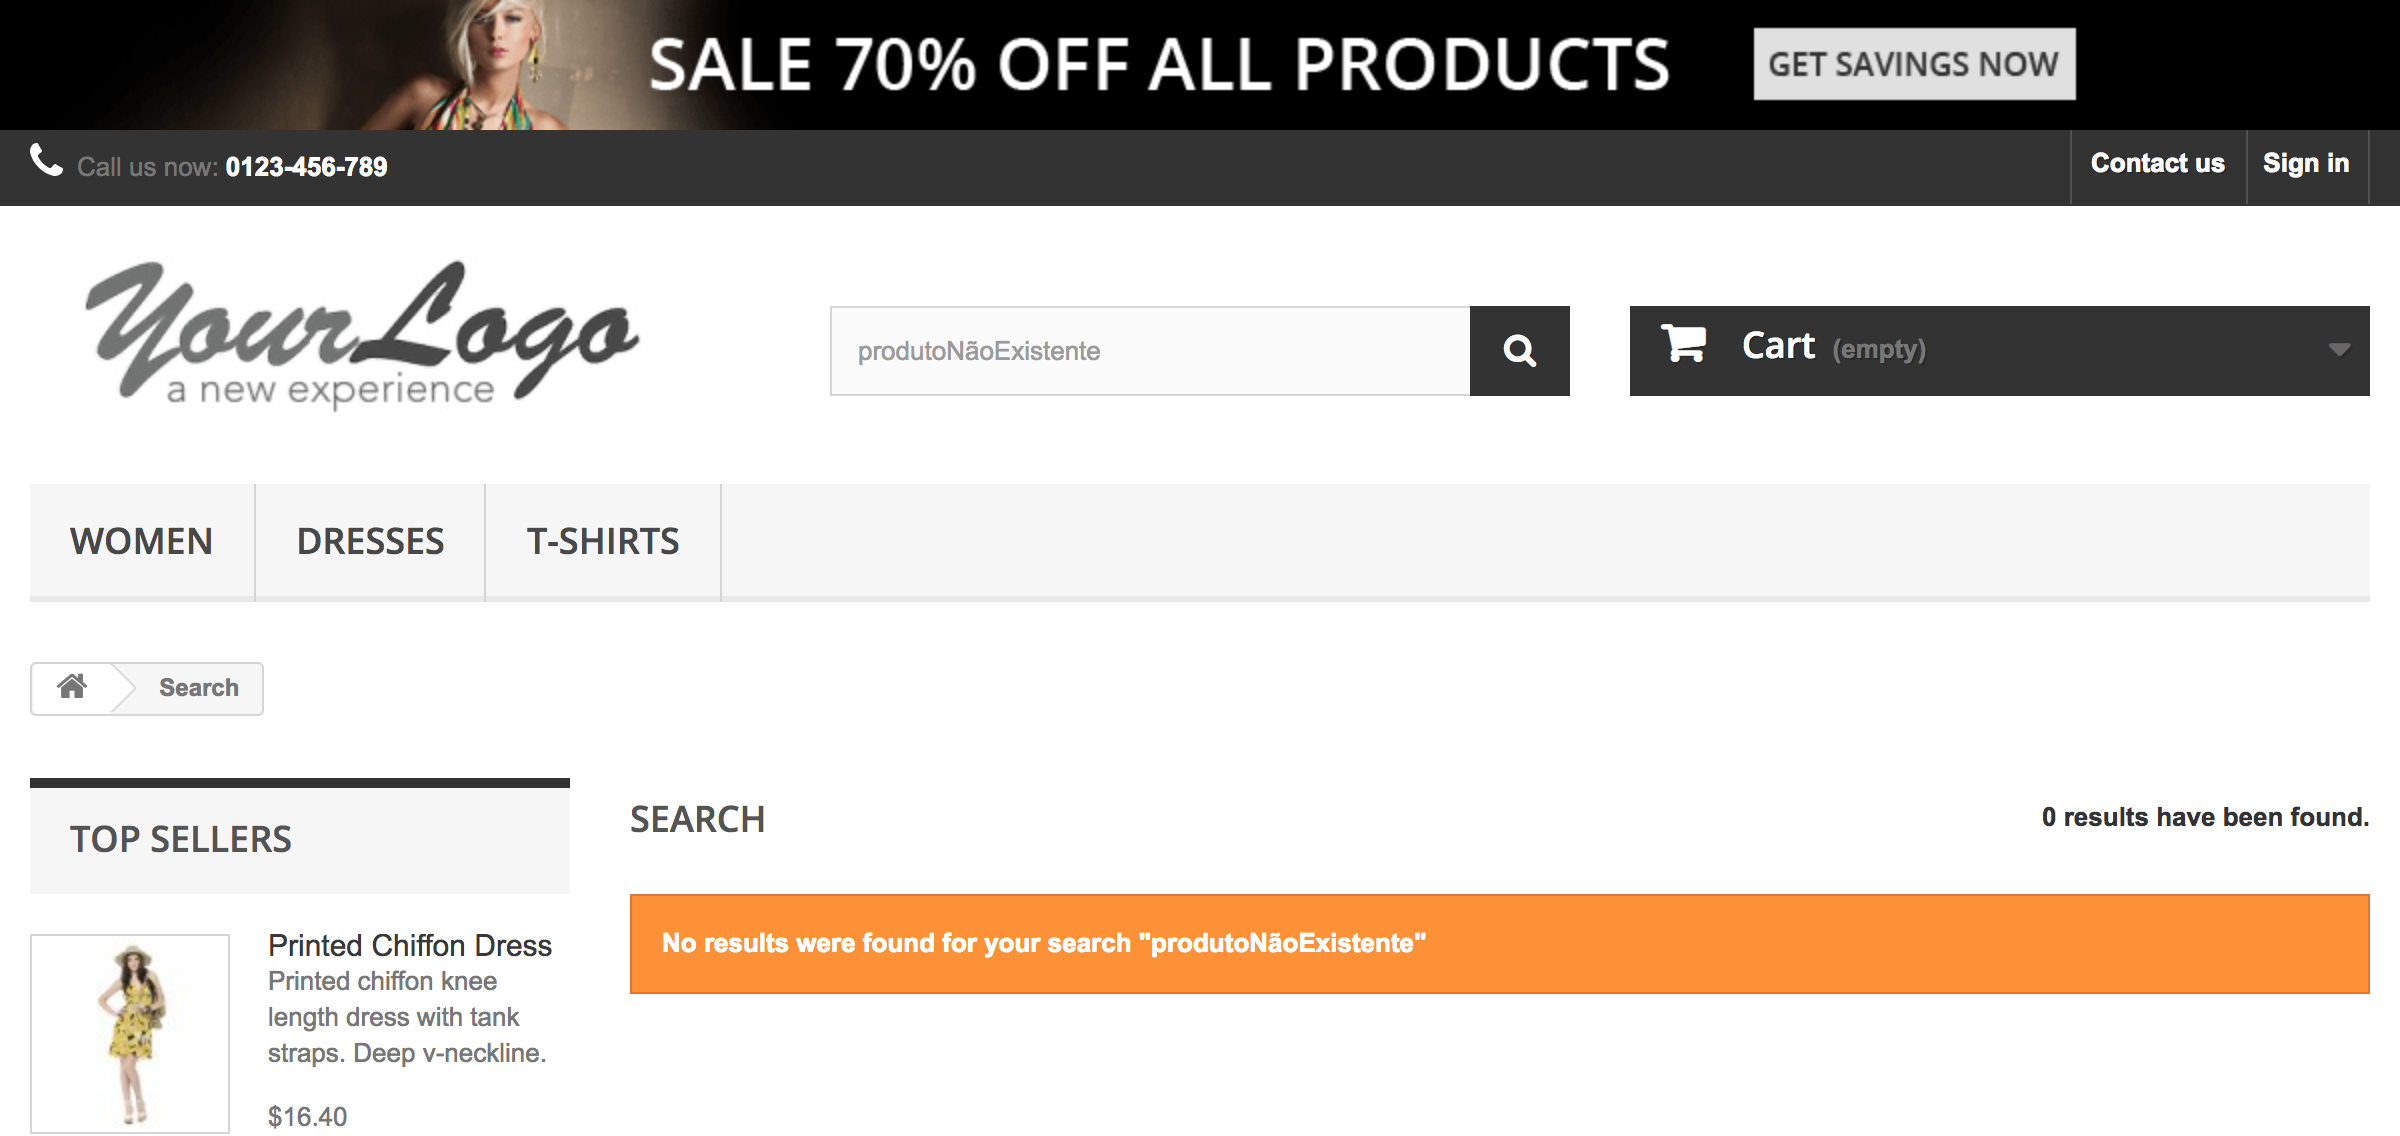 SALE 70% OFF ALL PRODUCTS
GET SAVINGS NOW
Call us now: 0123-456-789
Contact us
Sign in
YourLogo
a new experience
produtoNãoExistente
Cart (empty)
WOMEN
DRESSES
T-SHIRTS
Search
TOP SELLERS
Printed Chiffon Dress
Printed chiffon knee
length dress with tank
straps. Deep v-neckline.
$16.40
SEARCH
0 results have been found.
No results were found for your search "produtoNãoExistente"